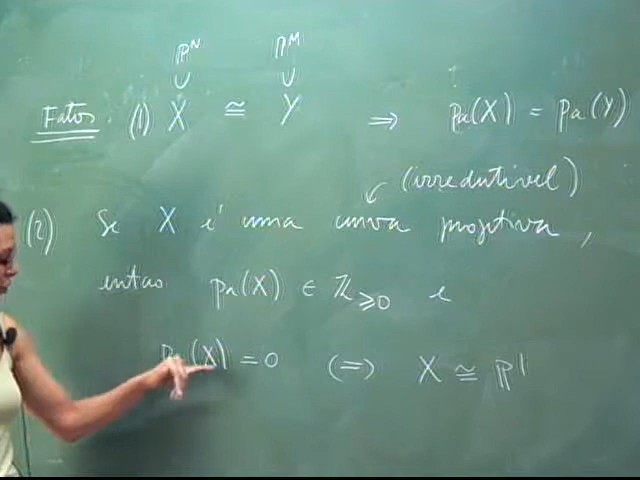 ℙᴺ ℙᴹ
∪ ∪
Fatos: (1) X ≅ Y ⟹ pa(X) = pa(Y)
(irredutível)
(2) Se X é uma curva projetiva,
então pa(X) ∈ ℤ≥0 e
pa(X) = 0 ⟺ X ≅ ℙ¹